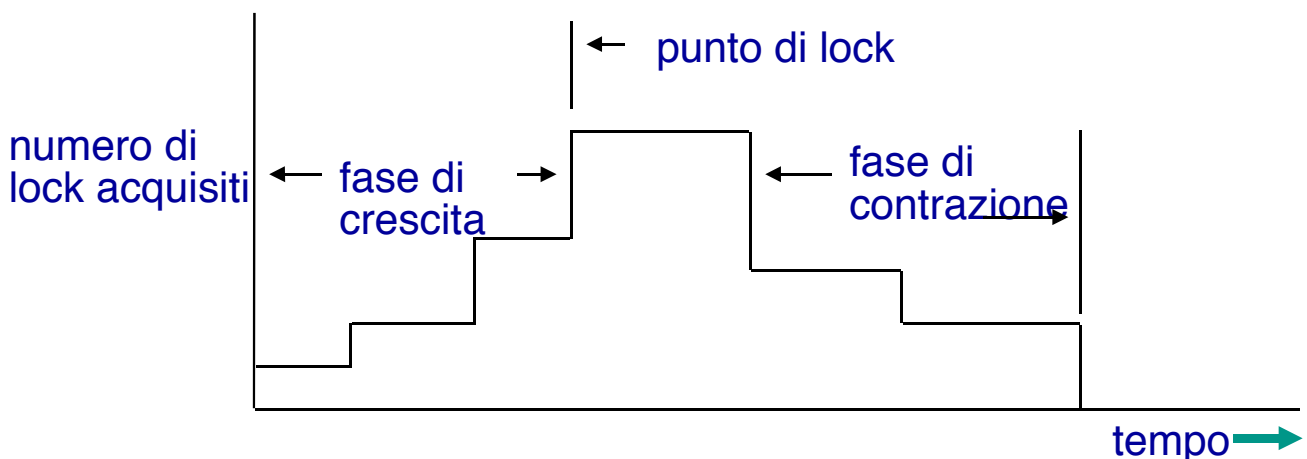 punto di lock
numero di
lock acquisiti
fase di
crescita
fase di
contrazione
tempo